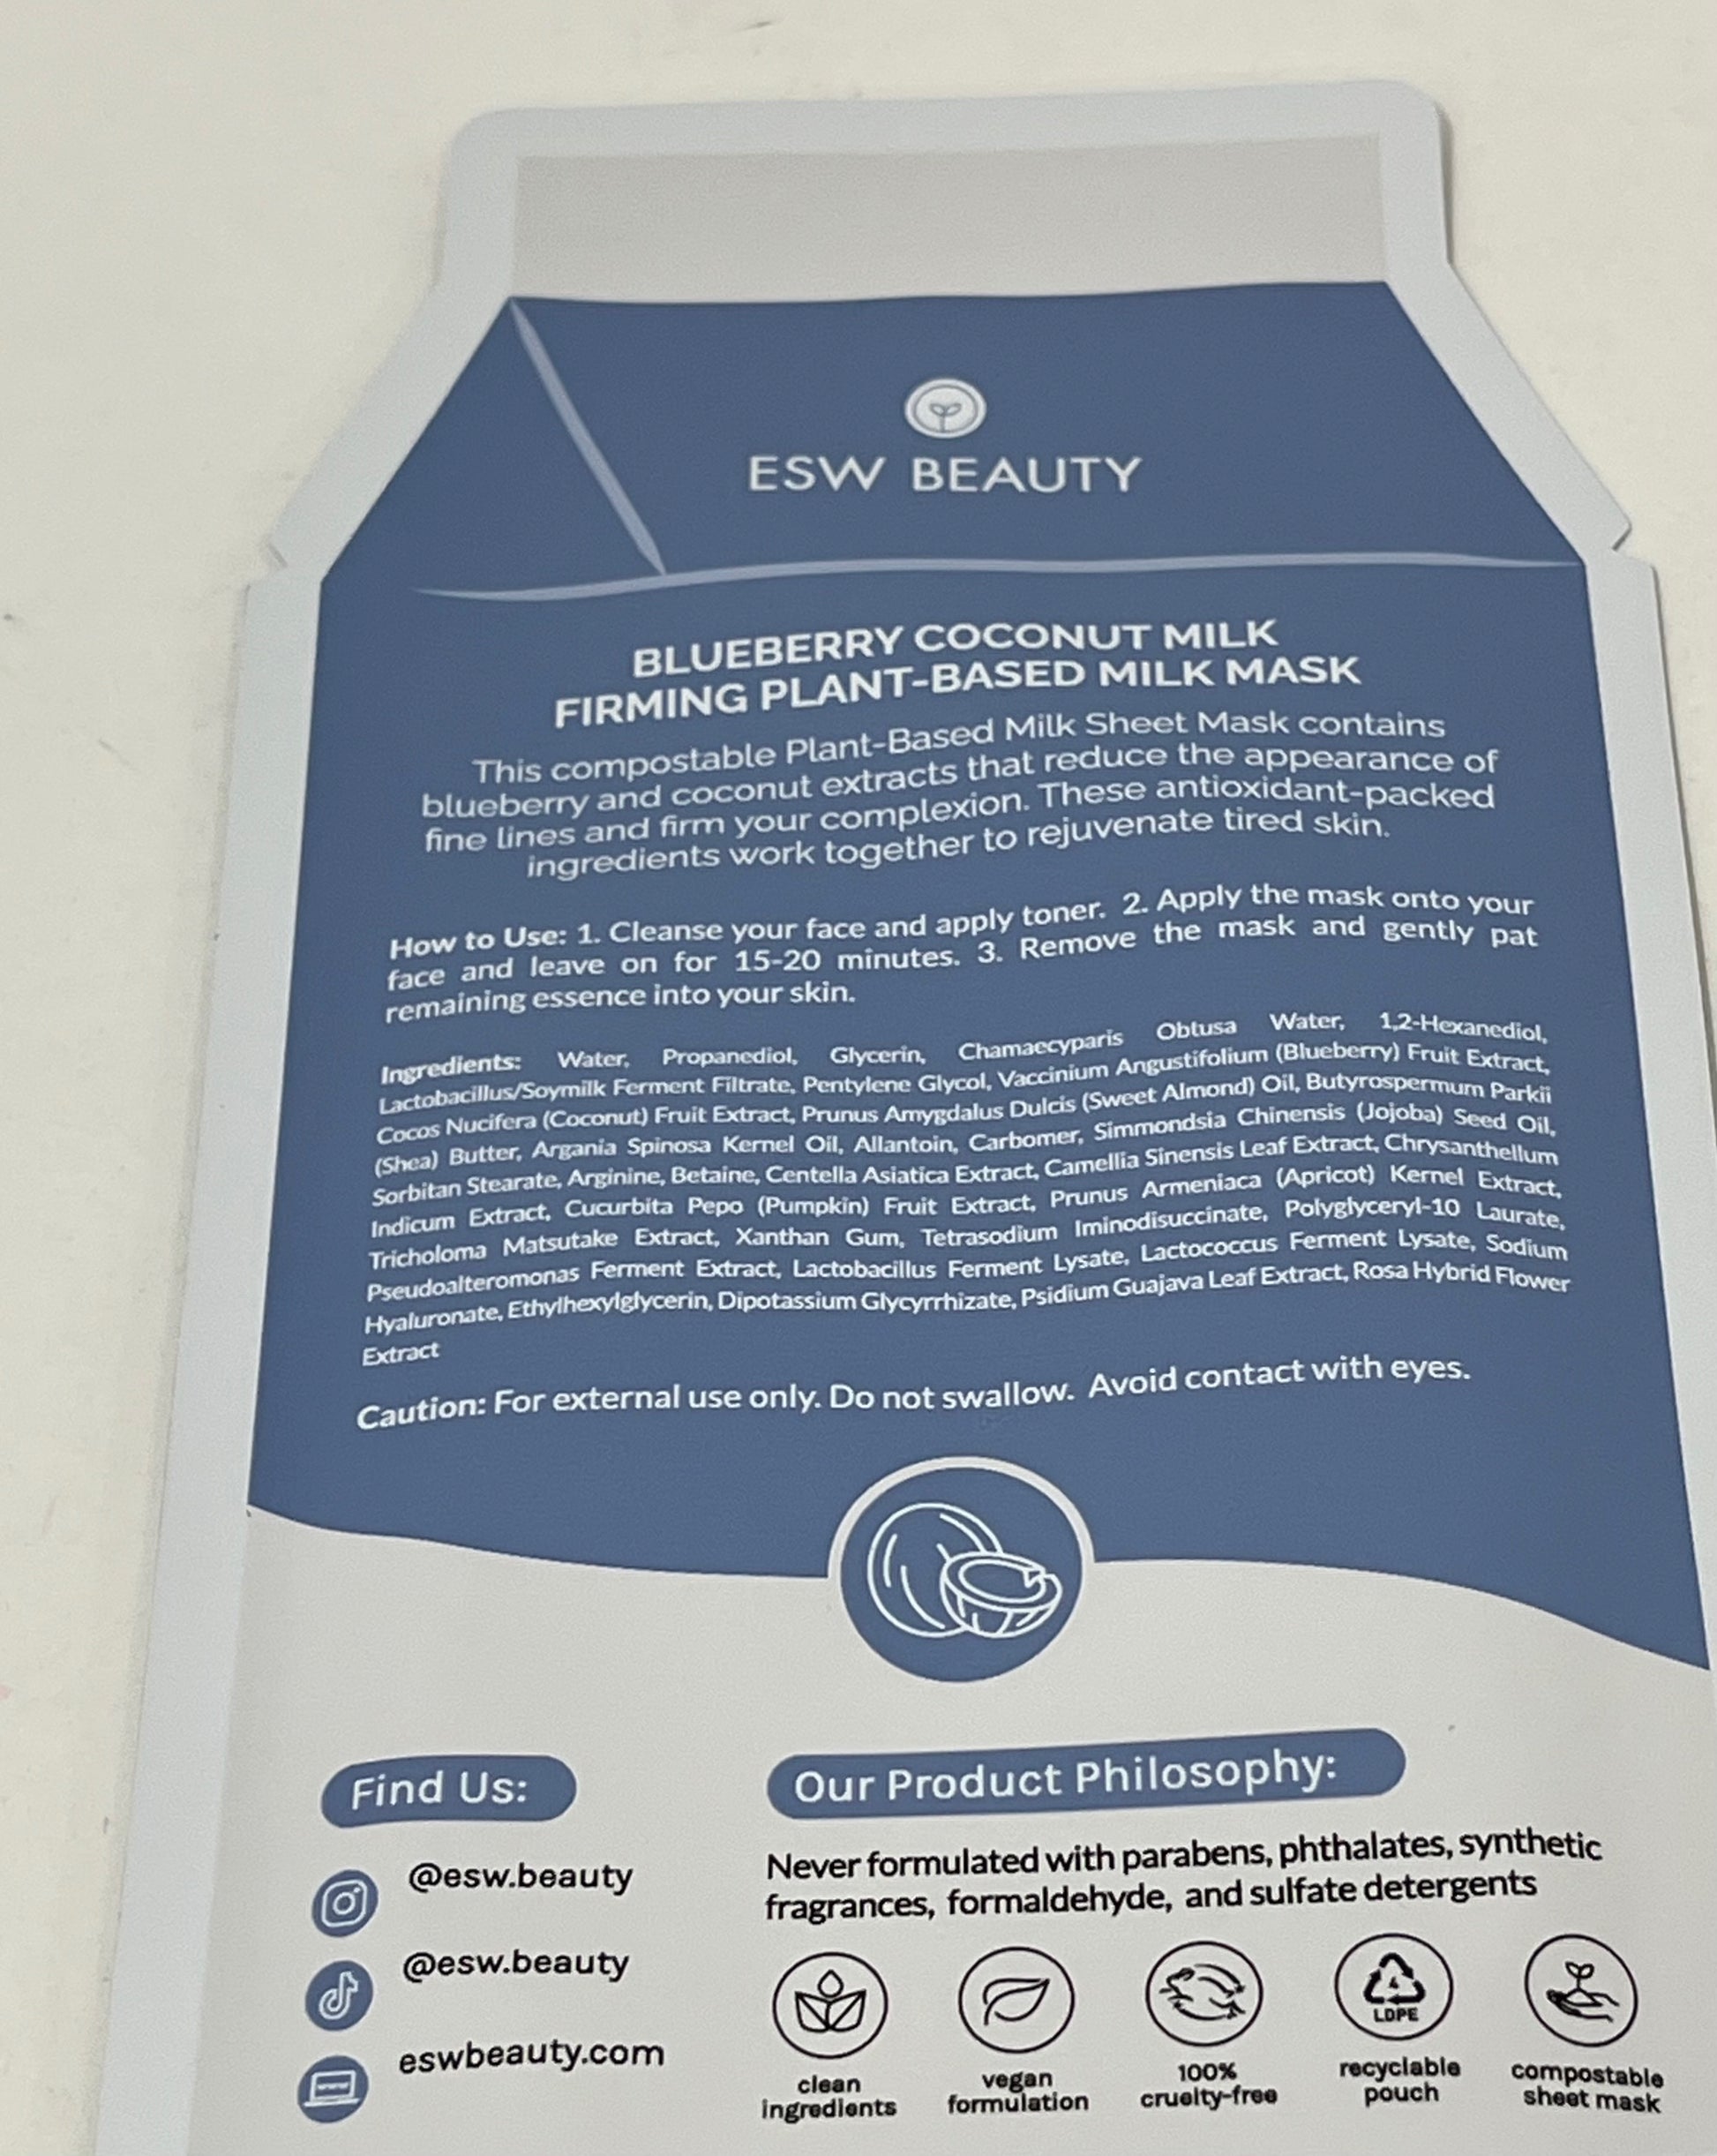 ESW BEAUTY
BLUEBERRY COCONUT MILK
FIRMING PLANT-BASED MILK MASK
This compostable Plant-Based Milk Sheet Mask contains
blueberry and coconut extracts that reduce the appearance of
fine lines and firm your complexion. These antioxidant-packed
ingredients work together to rejuvenate tired skin.
How to Use: 1. Cleanse your face and apply toner. 2. Apply the mask onto your
face and leave on for 15-20 minutes. 3. Remove the mask and gently pat
remaining essence into your skin.
Ingredients: Water, Propanediol, Glycerin, Chamaecyparis Obtusa Water, 1,2-Hexanediol,
Lactobacillus/Soymilk Ferment Filtrate, Pentylene Glycol, Vaccinium Angustifolium (Blueberry) Fruit Extract,
Cocos Nucifera (Coconut) Fruit Extract, Prunus Amygdalus Dulcis (Sweet Almond) Oil, Butyrospermum Parkii
(Shea) Butter, Argania Spinosa Kernel Oil, Allantoin, Carbomer, Simmondsia Chinensis (Jojoba) Seed Oil,
Sorbitan Stearate, Arginine, Betaine, Centella Asiatica Extract, Camellia Sinensis Leaf Extract, Chrysanthellum
Indicum Extract, Cucurbita Pepo (Pumpkin) Fruit Extract, Prunus Armeniaca (Apricot) Kernel Extract,
Tricholoma Matsutake Extract, Xanthan Gum, Tetrasodium Iminodisuccinate, Polyglyceryl-10 Laurate,
Pseudoalteromonas Ferment Extract, Lactobacillus Ferment Lysate, Lactococcus Ferment Lysate, Sodium
Hyaluronate, Ethylhexylglycerin, Dipotassium Glycyrrhizate, Psidium Guajava Leaf Extract, Rosa Hybrid Flower
Extract
Caution: For external use only. Do not swallow. Avoid contact with eyes.
Find Us:
@esw.beauty
@esw.beauty
www
eswbeauty.com
Our Product Philosophy:
Never formulated with parabens, phthalates, synthetic
fragrances, formaldehyde, and sulfate detergents
clean
ingredients
vegan
formulation
100%
cruelty-free
4
LDPE
recyclable
pouch
compostable
sheet mask